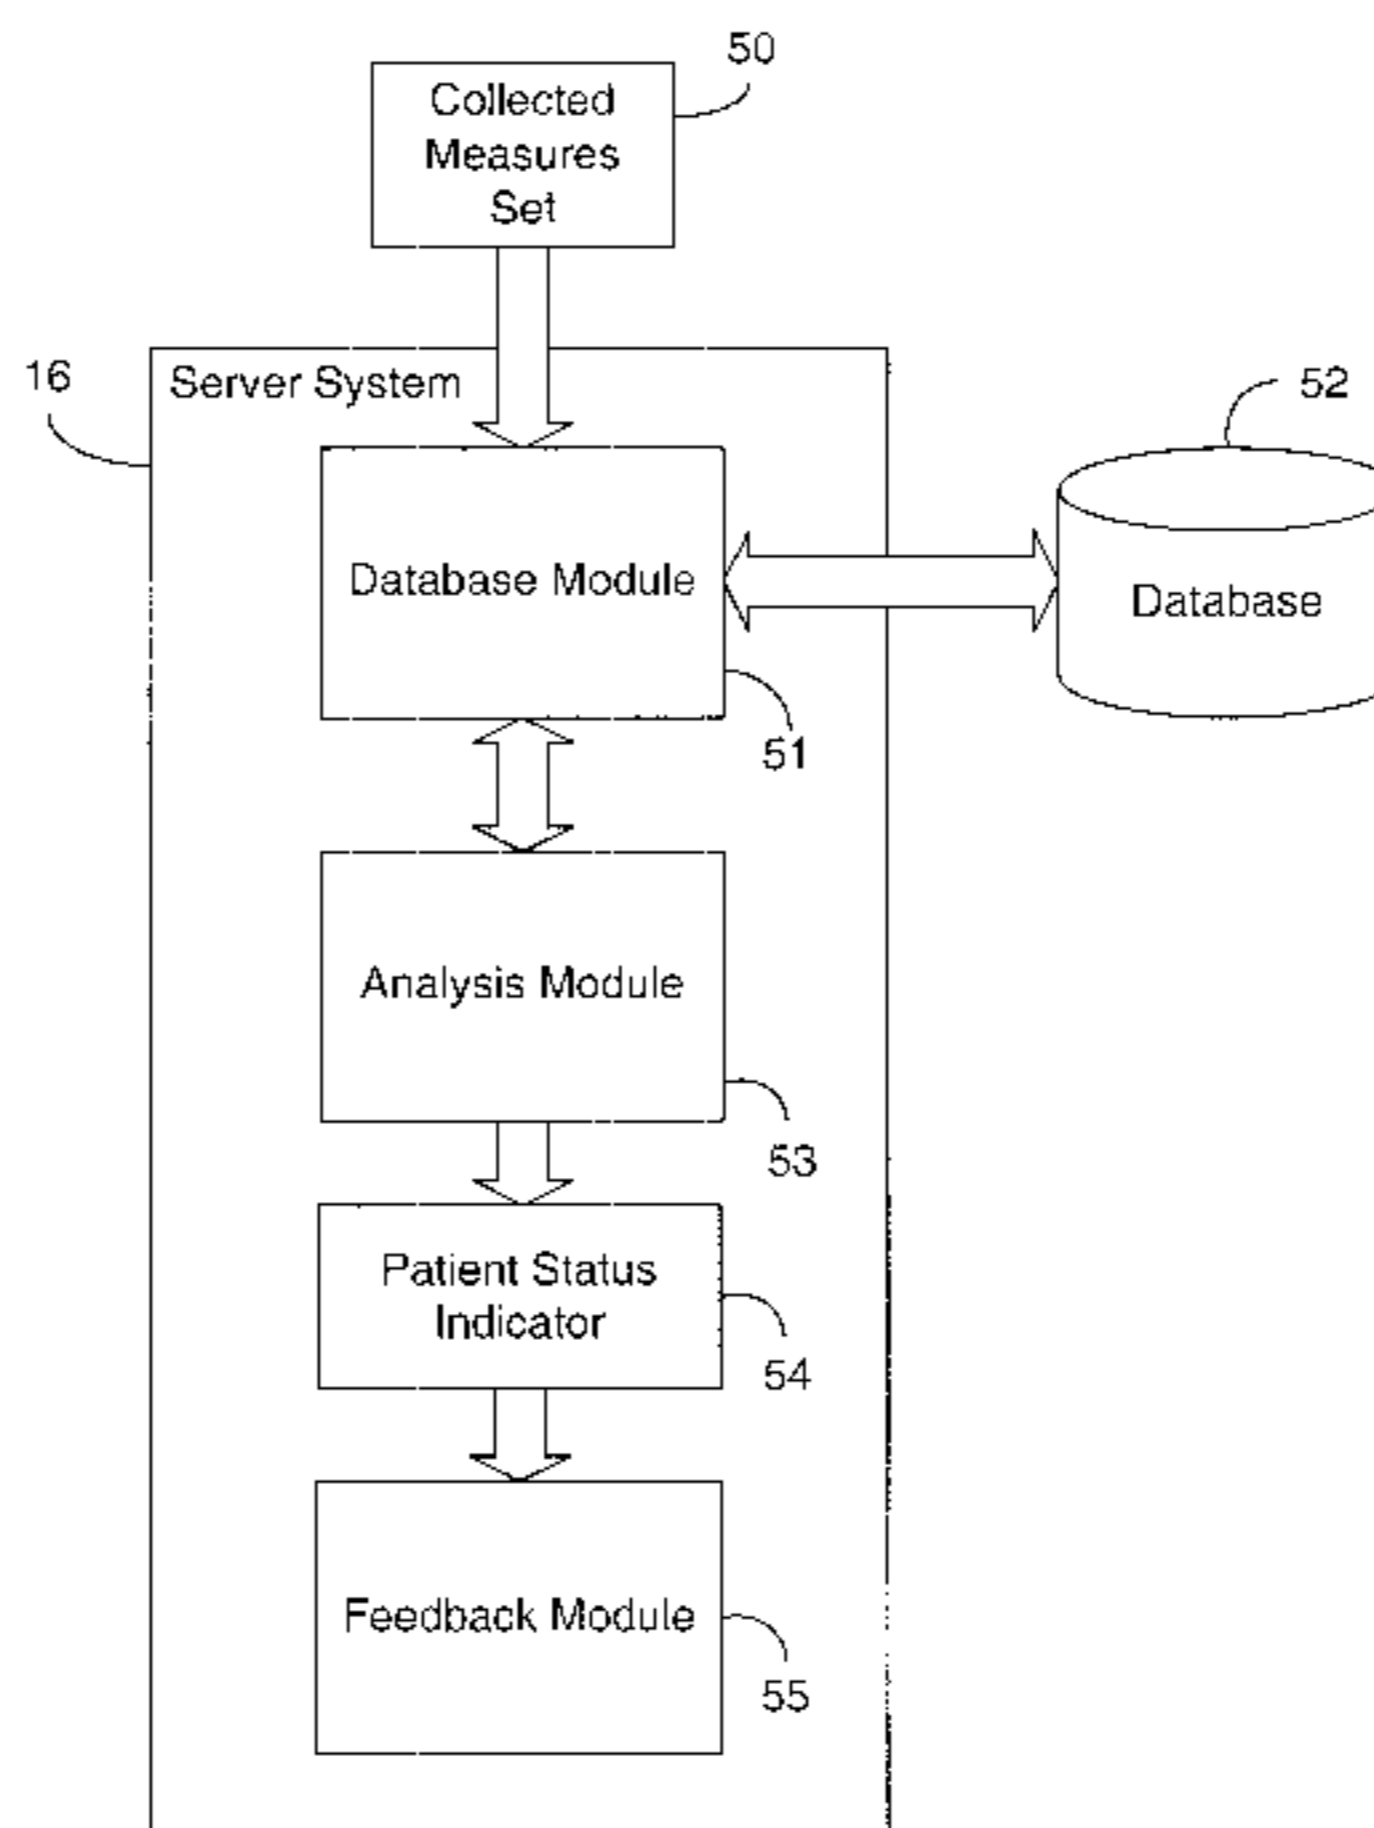 50
Collected
Measures
Set
16
Server System
52
Database Module
Database
51
Analysis Module
53
Patient Status
Indicator
54
Feedback Module
55